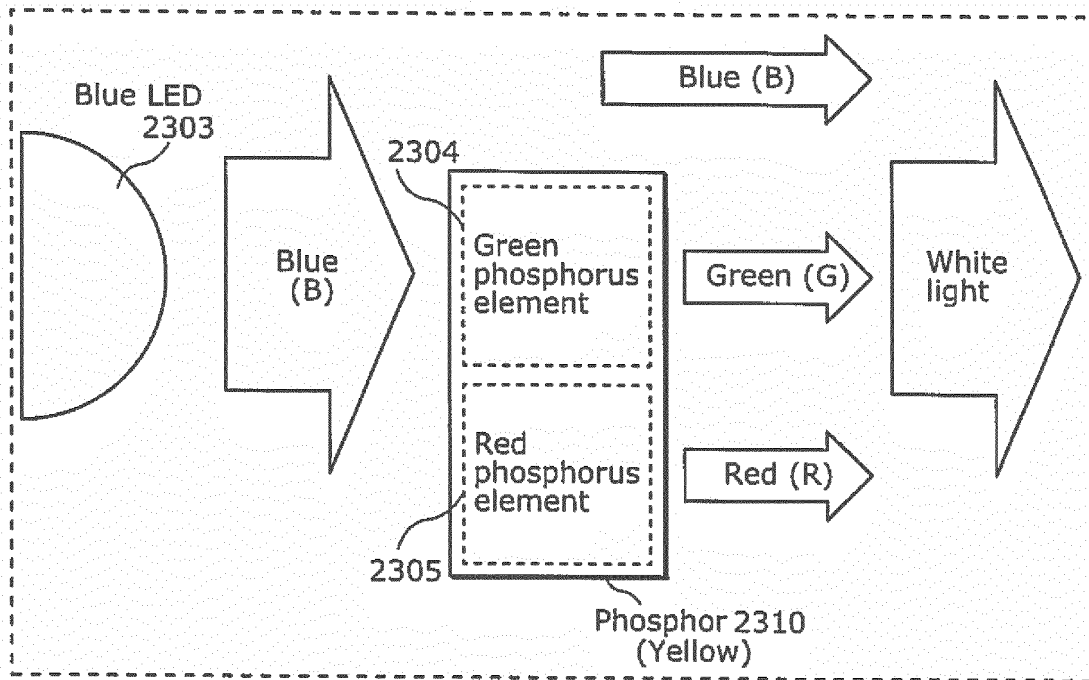 Blue LED
2303
Blue
(B)
2304
Green
phosphorus
element
Red
phosphorus
element
2305
Phosphor 2310
(Yellow)
Blue (B)
Green (G)
Red (R)
White
light